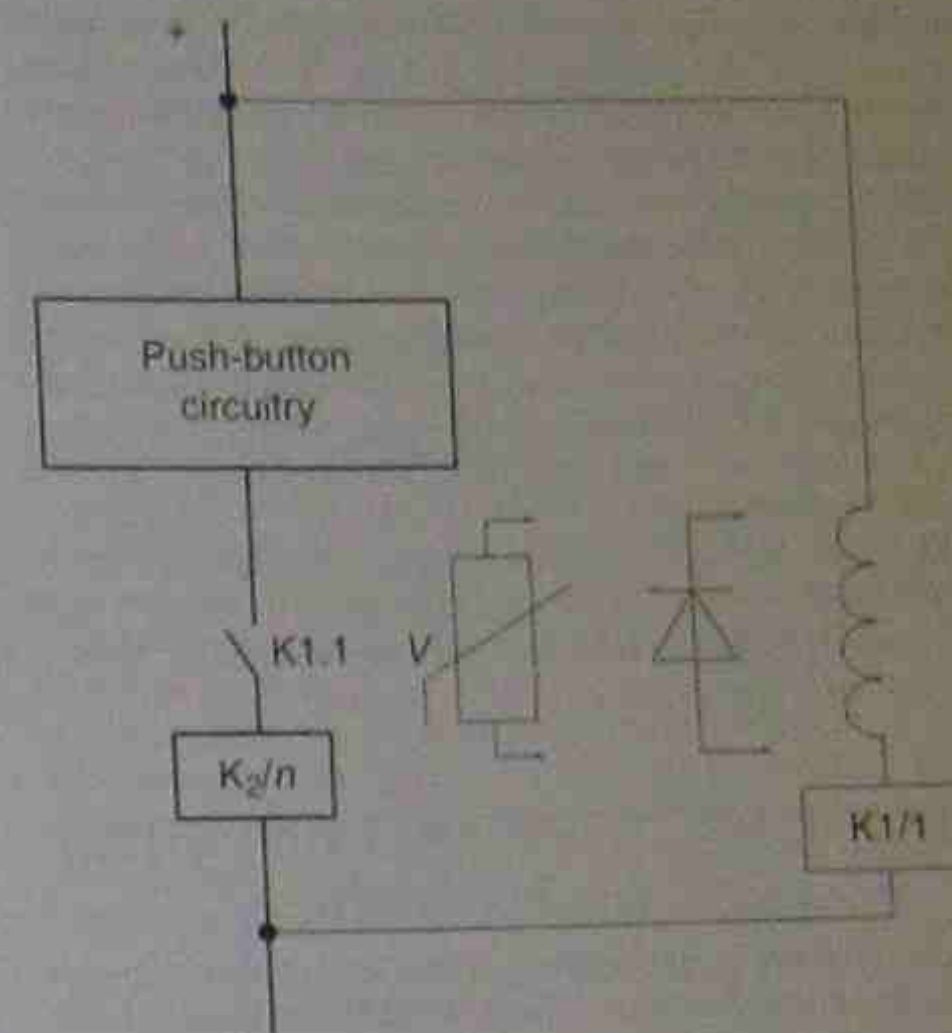 +
Push-button
circuitry
K1.1
V
K₂/n
K1/1